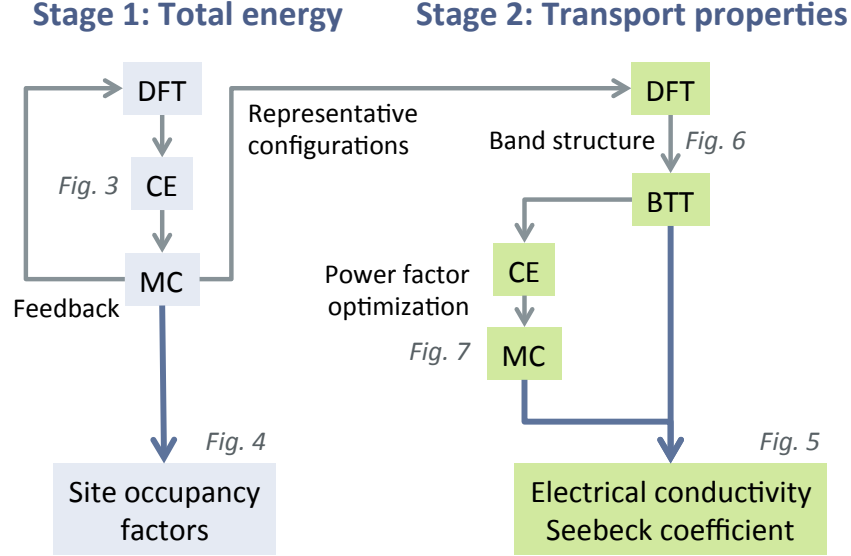 Stage 1: Total energy
Stage 2: Transport properties
DFT
Fig. 3
CE
MC
Feedback
Fig. 4
Site occupancy
factors
Representative
configurations
DFT
Band structure
Fig. 6
BTT
CE
Power factor
optimization
Fig. 7
MC
Fig. 5
Electrical conductivity
Seebeck coefficient